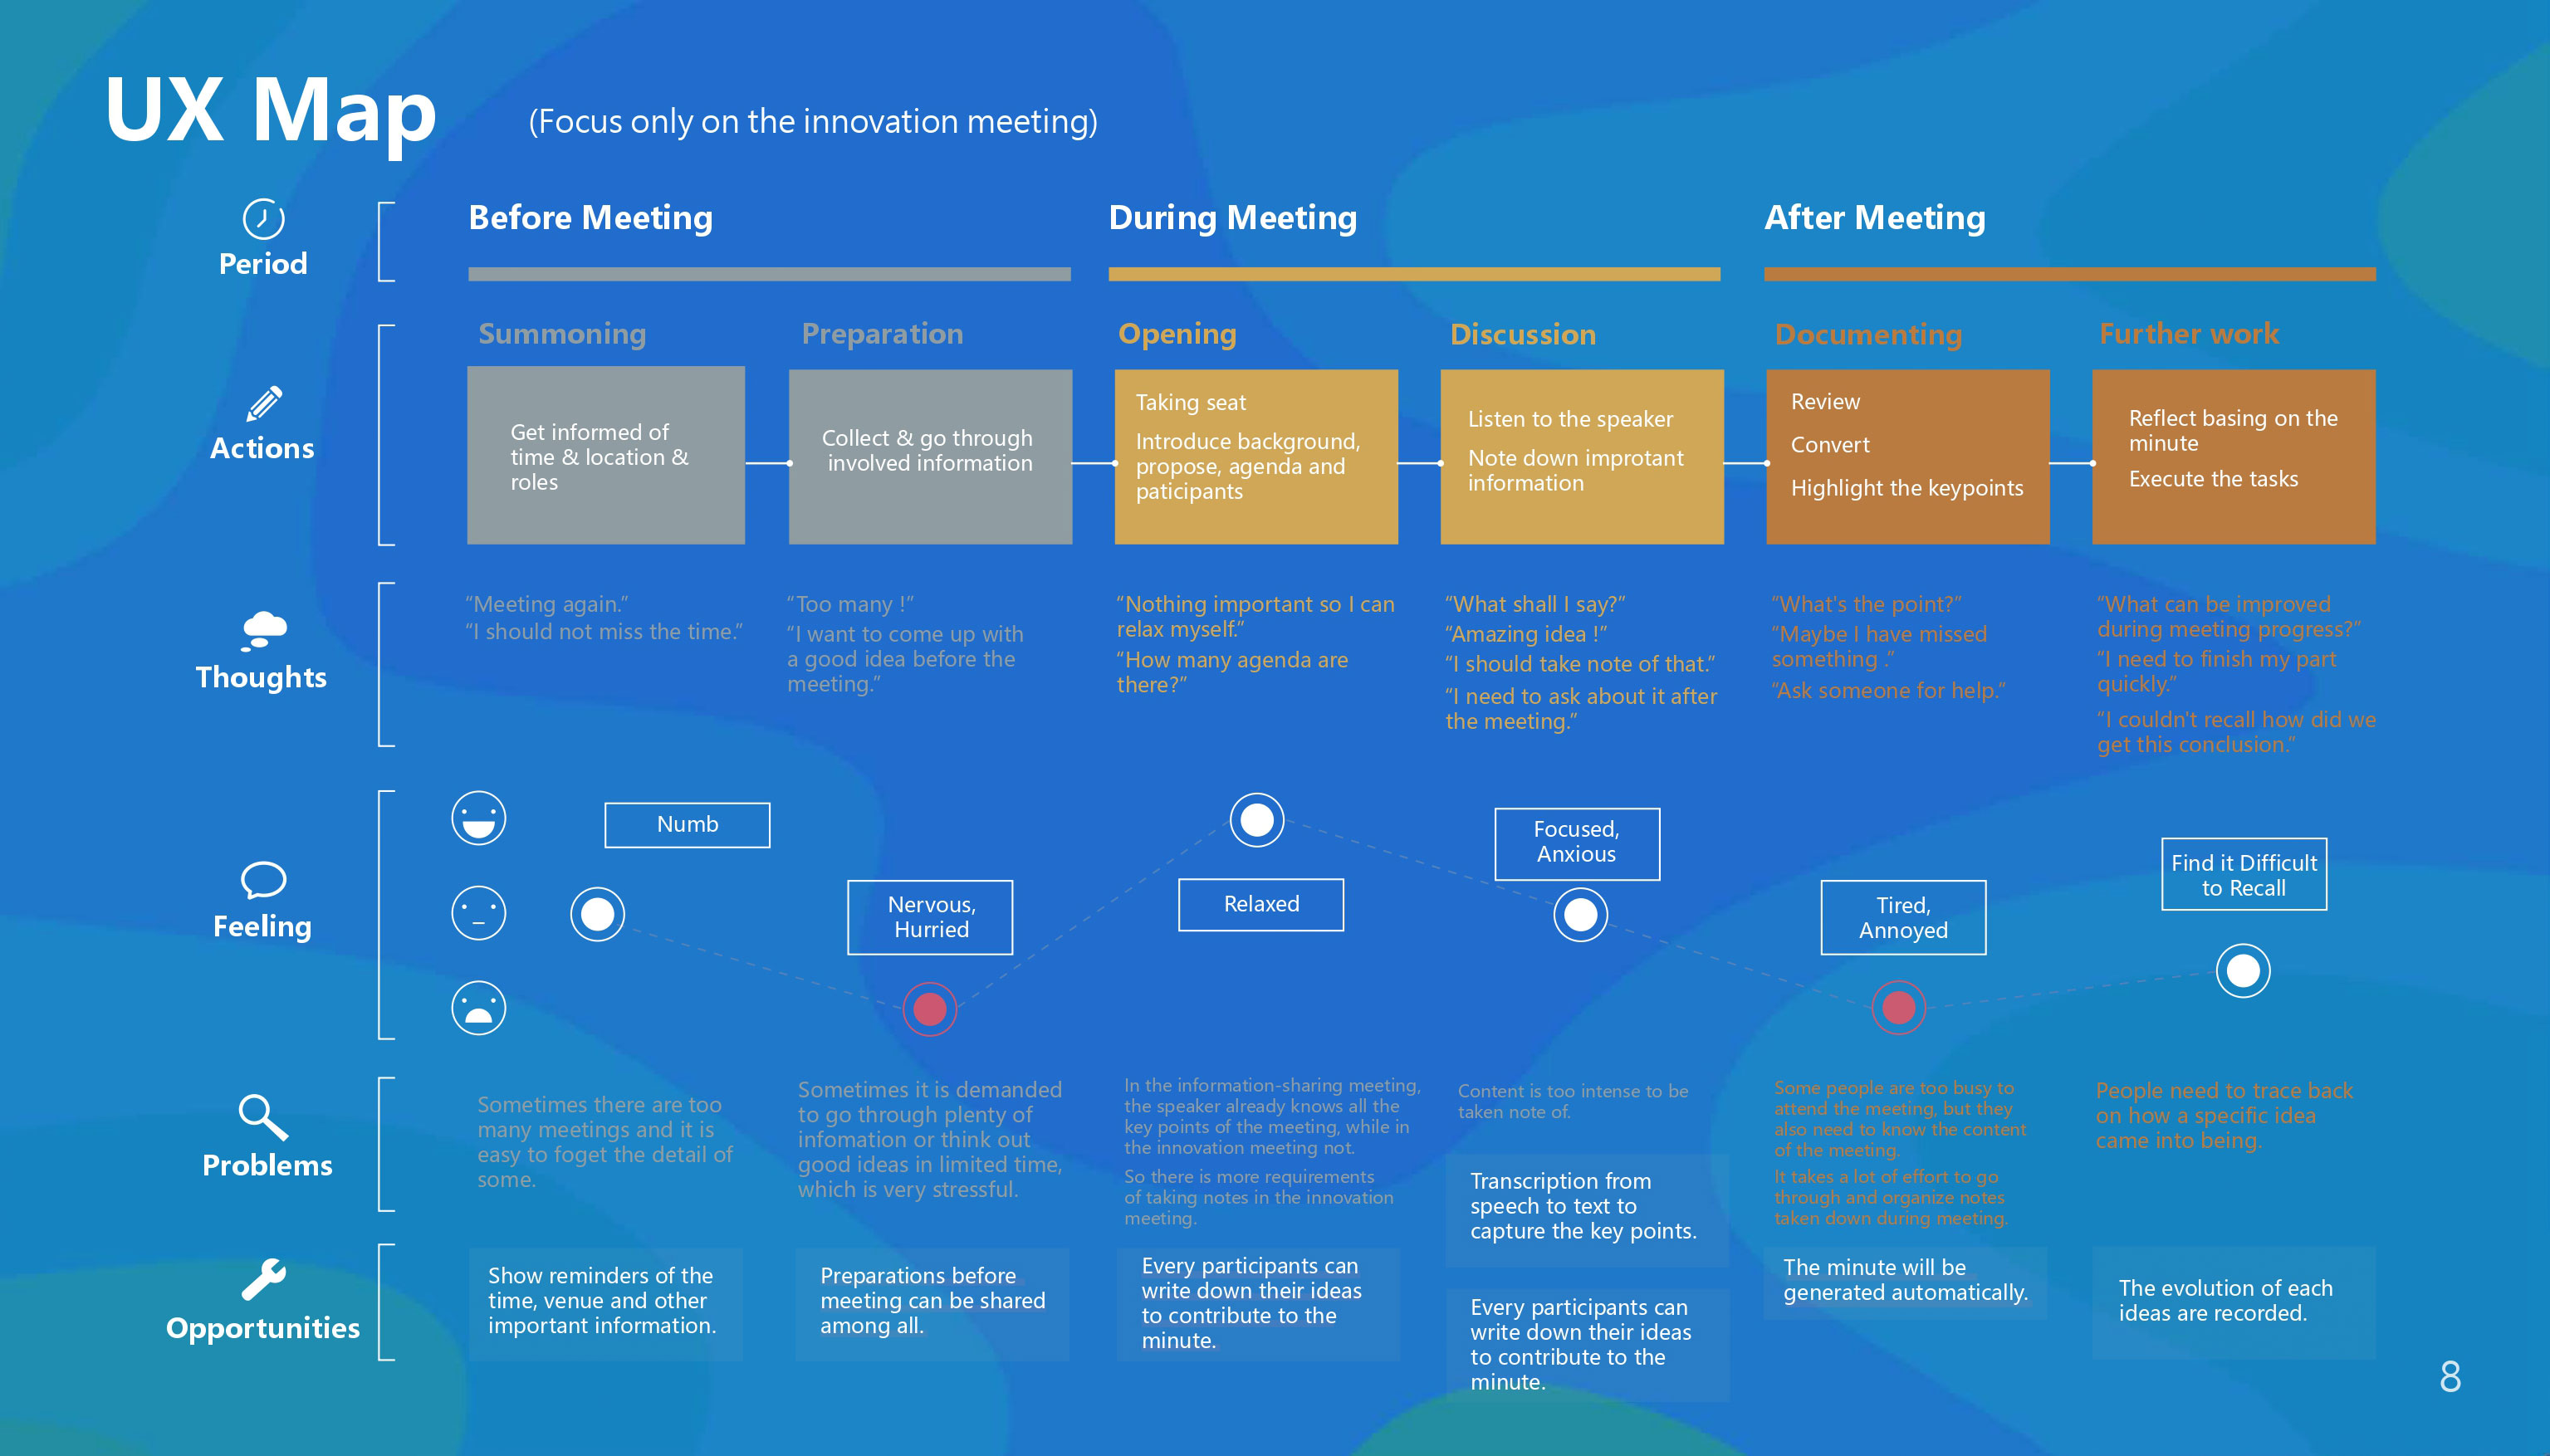 UX Map
(Focus only on the innovation meeting)
Period
Before Meeting
During Meeting
After Meeting
Actions
Summoning
Get informed of
time & location &
roles
Preparation
Collect & go through
involved information
Opening
Taking seat
Introduce background,
propose, agenda and
paticipants
Discussion
Listen to the speaker
Note down improtant
information
Documenting
Review
Convert
Highlight the keypoints
Further work
Reflect basing on the
minute
Execute the tasks
Thoughts
“Meeting again.”
“I should not miss the time.”
“Too many !”
“I want to come up with
a good idea before the
meeting.”
“Nothing important so I can
relax myself.”
“How many agenda are
there?”
“What shall I say?”
“Amazing idea !”
“I should take note of that.”
“I need to ask about it after
the meeting.”
“What's the point?”
“Maybe I have missed
something .”
“Ask someone for help.”
“What can be improved
during meeting progress?”
“I need to finish my part
quickly.”
“I couldn't recall how did we
get this conclusion.”
Feeling
Numb
Nervous,
Hurried
Relaxed
Focused,
Anxious
Tired,
Annoyed
Find it Difficult
to Recall
Problems
Sometimes there are too
many meetings and it is
easy to foget the detail of
some.
Sometimes it is demanded
to go through plenty of
infomation or think out
good ideas in limited time,
which is very stressful.
In the information-sharing meeting,
the speaker already knows all the
key points of the meeting, while in
the innovation meeting not.
So there is more requirements
of taking notes in the innovation
meeting.
Content is too intense to be
taken note of.
Some people are too busy to
attend the meeting, but they
also need to know the content
of the meeting.
It takes a lot of effort to go
through and organize notes
taken down during meeting.
People need to trace back
on how a specific idea
came into being.
Opportunities
Show reminders of the
time, venue and other
important information.
Preparations before
meeting can be shared
among all.
Every participants can
write down their ideas
to contribute to the
minute.
Transcription from
speech to text to
capture the key points.
Every participants can
write down their ideas
to contribute to the
minute.
The minute will be
generated automatically.
The evolution of each
ideas are recorded.
8